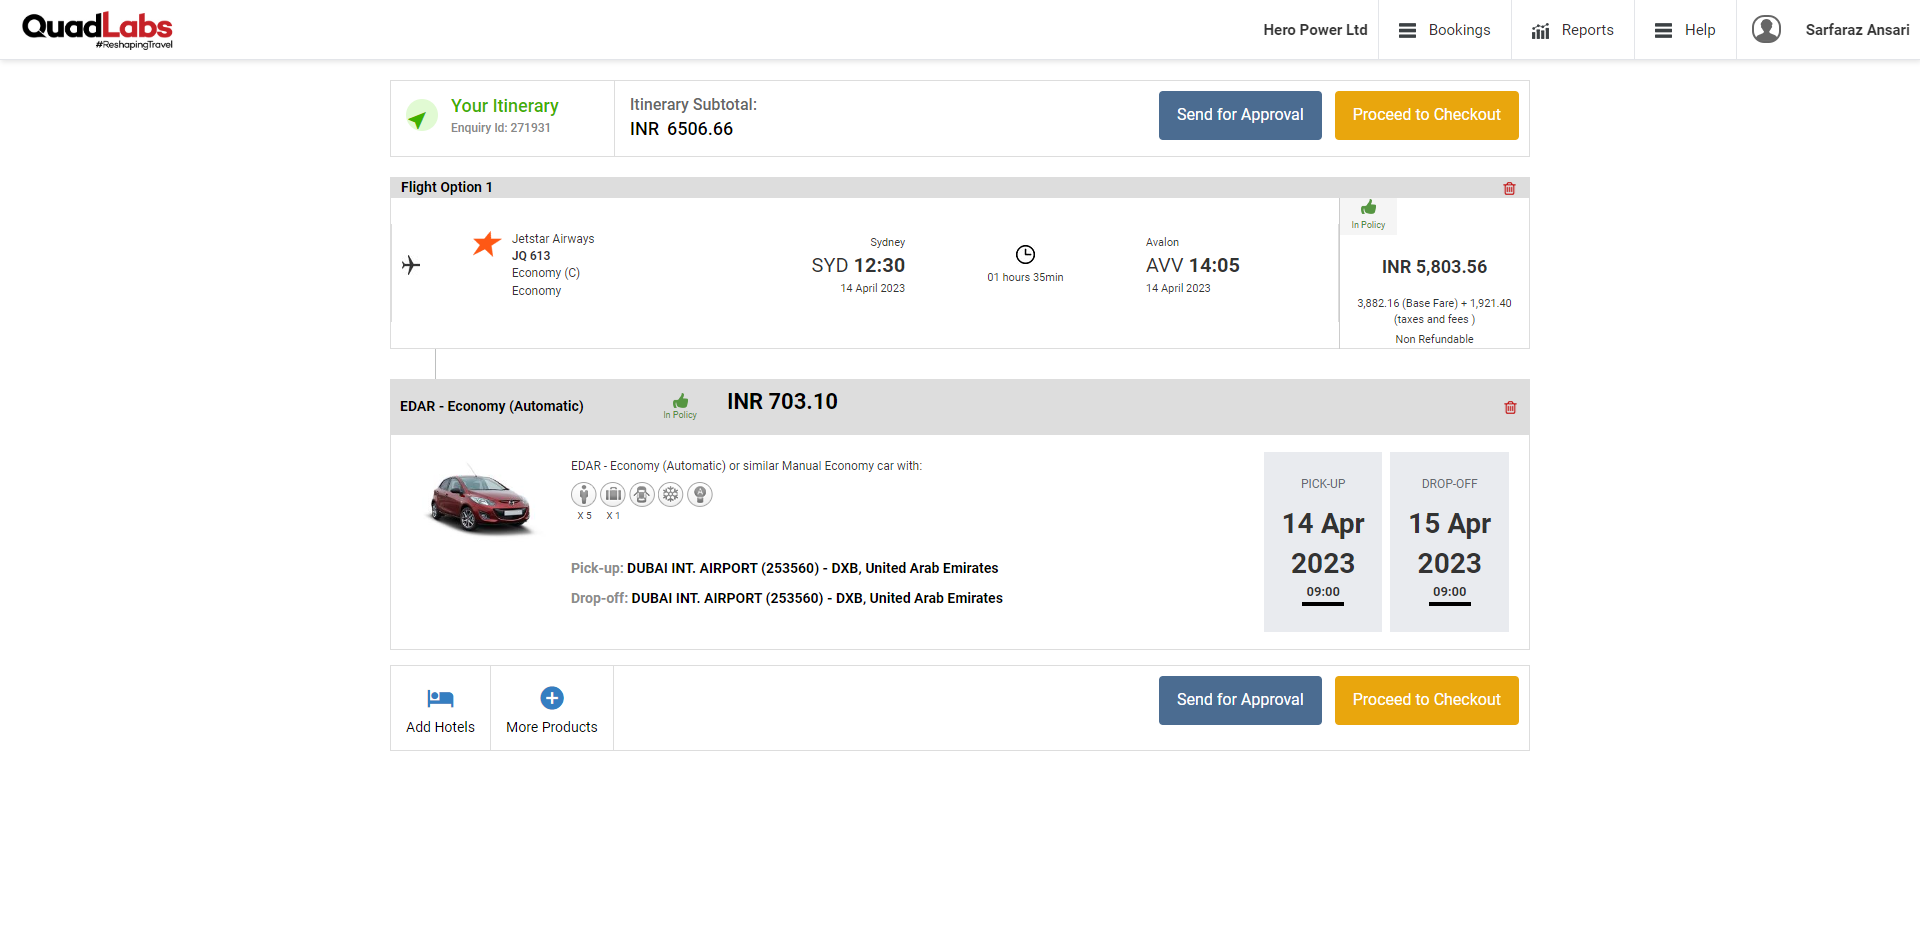 QuadLabs
#ReshapingTravel
Hero Power Ltd
Bookings
Reports
Help
Sarfaraz Ansari
Your Itinerary
Enquiry Id: 271931
Itinerary Subtotal:
INR 6506.66
Send for Approval
Proceed to Checkout
Flight Option 1
Jetstar Airways
JQ 613
Economy (C)
Economy
Sydney
SYD 12:30
14 April 2023
01 hours 35min
Avalon
AVV 14:05
14 April 2023
In Policy
INR 5,803.56
3,882.16 (Base Fare) + 1,921.40
(taxes and fees )
Non Refundable
EDAR - Economy (Automatic)
In Policy
INR 703.10
EDAR - Economy (Automatic) or similar Manual Economy car with:
X 5
X 1
Pick-up: DUBAI INT. AIRPORT (253560) - DXB, United Arab Emirates
Drop-off: DUBAI INT. AIRPORT (253560) - DXB, United Arab Emirates
PICK-UP
14 Apr
2023
09:00
DROP-OFF
15 Apr
2023
09:00
Add Hotels
More Products
Send for Approval
Proceed to Checkout